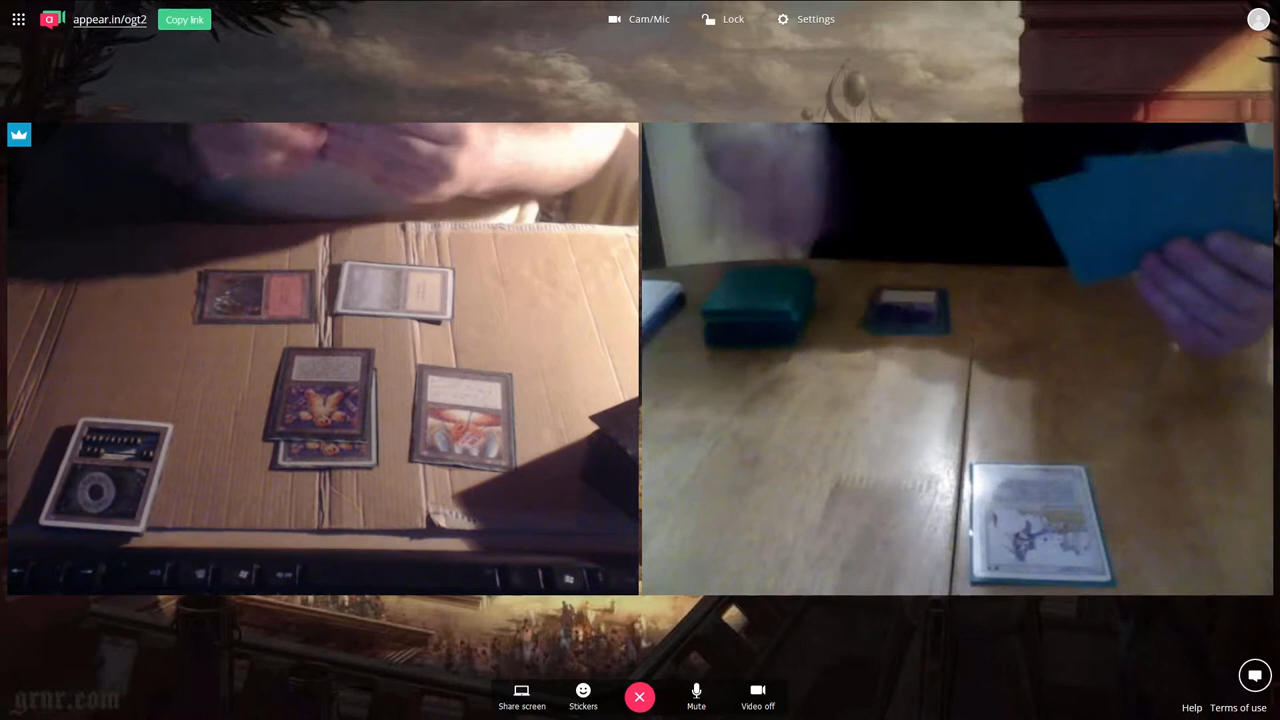 appear.in/ogt2
Copy link
Cam/Mic
Lock
Settings
grnr.com
Share screen
Stickers
Mute
Video off
Help
Terms of use